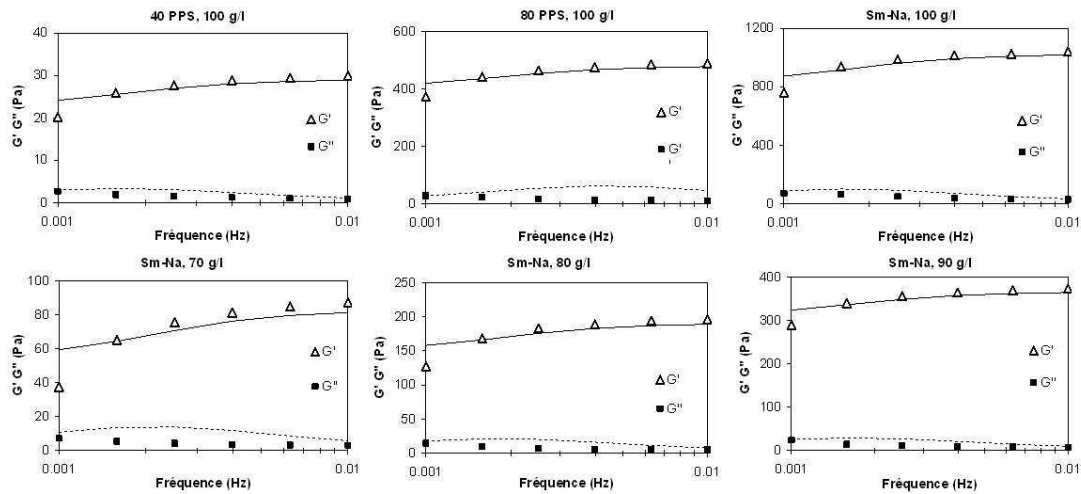 40 PPS, 100 g/l
40
30
20
10
0
G' G" (Pa)
0.001
0.01
Fréquence (Hz)
G'
G"
80 PPS, 100 g/l
600
400
200
0
G' G" (Pa)
0.001
0.01
Fréquence (Hz)
G'
G'
'
Sm-Na, 100 g/l
1200
800
400
0
G' G" (Pa)
0.001
0.01
Fréquence (Hz)
G'
G"
Sm-Na, 70 g/l
100
80
60
40
20
0
G' G" (Pa)
0.001
0.01
Fréquence (Hz)
G'
G"
Sm-Na, 80 g/l
250
200
150
100
50
0
G' G" (Pa)
0.001
0.01
Fréquence (Hz)
G'
G"
Sm-Na, 90 g/l
400
300
200
100
0
G' G" (Pa)
0.001
0.01
Fréquence (Hz)
G'
G"